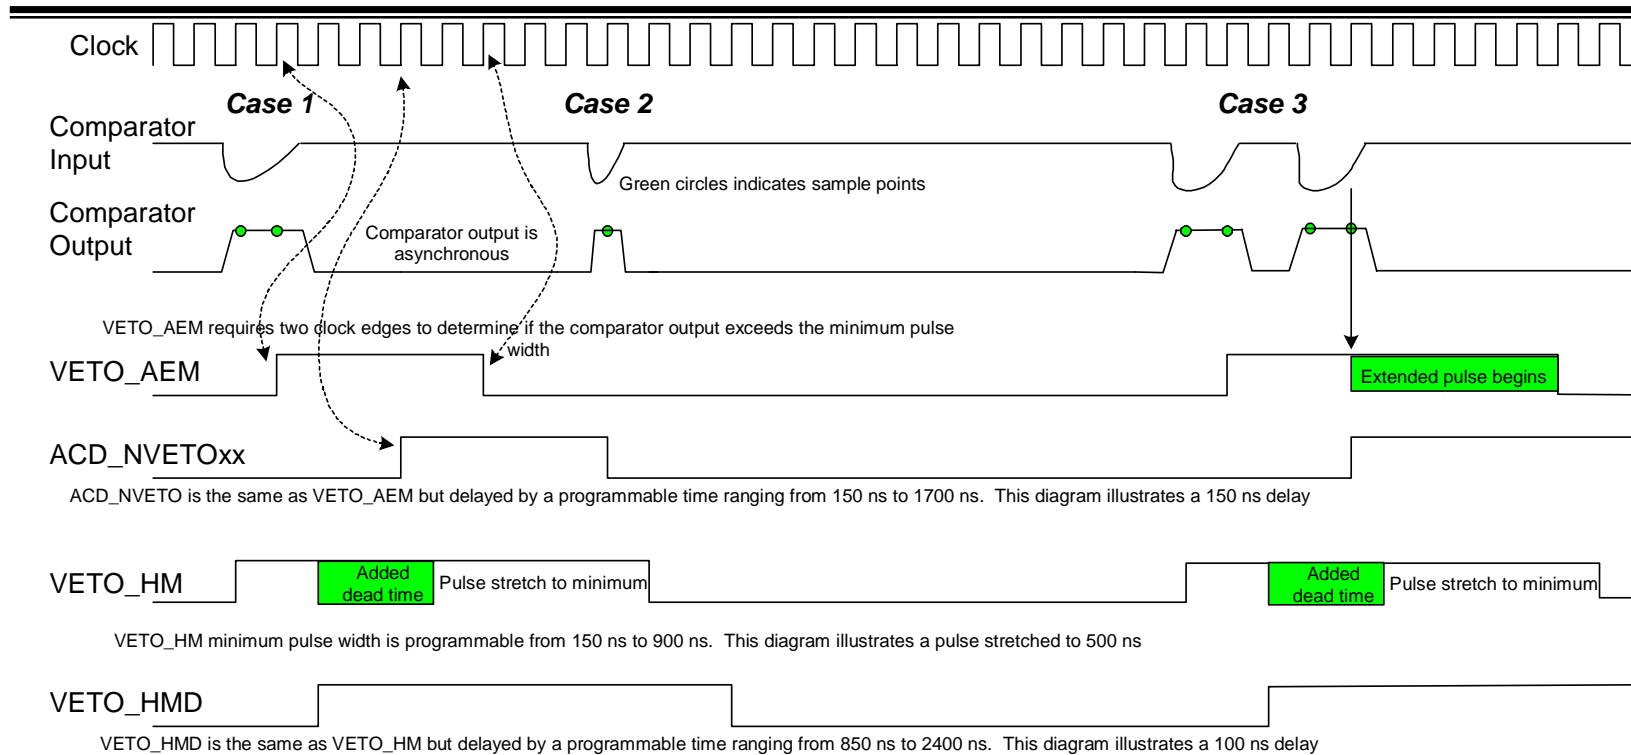 Clock
Case 1
Case 2
Case 3
Comparator
Input
Green circles indicates sample points
Comparator
Output
Comparator output is
asynchronous
VETO_AEM requires two clock edges to determine if the comparator output exceeds the minimum pulse
width
VETO_AEM
Extended pulse begins
ACD_NVETOxx
ACD_NVETO is the same as VETO_AEM but delayed by a programmable time ranging from 150 ns to 1700 ns. This diagram illustrates a 150 ns delay
VETO_HM
Added
dead time
Pulse stretch to minimum
Added
dead time
Pulse stretch to minimum
VETO_HM minimum pulse width is programmable from 150 ns to 900 ns. This diagram illustrates a pulse stretched to 500 ns
VETO_HMD
VETO_HMD is the same as VETO_HM but delayed by a programmable time ranging from 850 ns to 2400 ns. This diagram illustrates a 100 ns delay